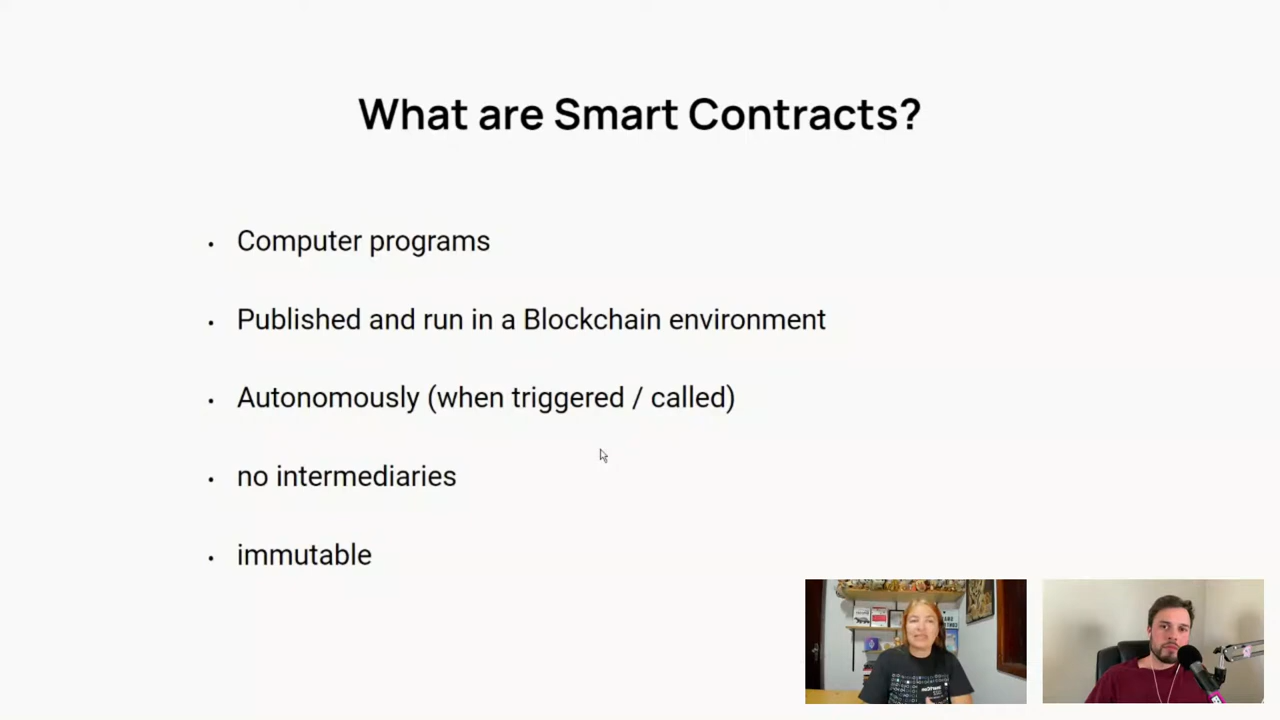 What are Smart Contracts?
Computer programs
Published and run in a Blockchain environment
Autonomously (when triggered / called)
no intermediaries
immutable